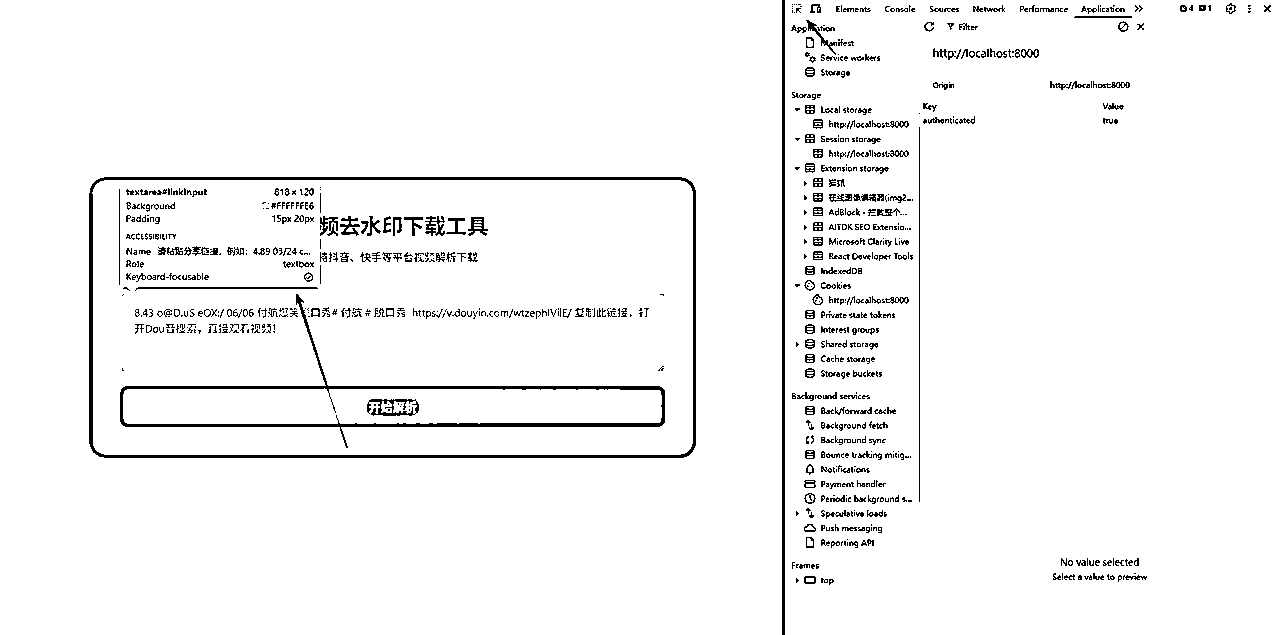 textarea#linkInput 818 × 120
Background #FFFFFFE6
Padding 15px 20px
ACCESSIBILITY
Name 请粘贴分享链接，例如：4.89 03/24 c...
Role textbox
Keyboard-focusable
频去水印下载工具
持抖音、快手等平台视频解析下载
8.43 o@D.uS eOX:/ 06/06 付航您笑 口秀# 付航 # 脱口秀 https://v.douyin.com/wtzephIVilE/ 复制此链接，打
开Dou音搜索，直接观看视频!
开始解析
Elements Console Sources Network Performance Application
4 1
Application
Manifest
Service workers
Storage
Storage
Local storage
http://localhost:8000
Session storage
http://localhost:8000
Extension storage
猫抓
在线图像编辑器(img2...
AdBlock - 拦截整个...
AITDK SEO Extensio...
Microsoft Clarity Live
React Developer Tools
IndexedDB
Cookies
http://localhost:8000
Private state tokens
Interest groups
Shared storage
Cache storage
Storage buckets
Background services
Back/forward cache
Background fetch
Background sync
Bounce tracking mitig...
Notifications
Payment handler
Periodic background s...
Speculative loads
Push messaging
Reporting API
Frames
top
Filter
http://localhost:8000
Origin http://localhost:8000
Key Value
authenticated true
No value selected
Select a value to preview